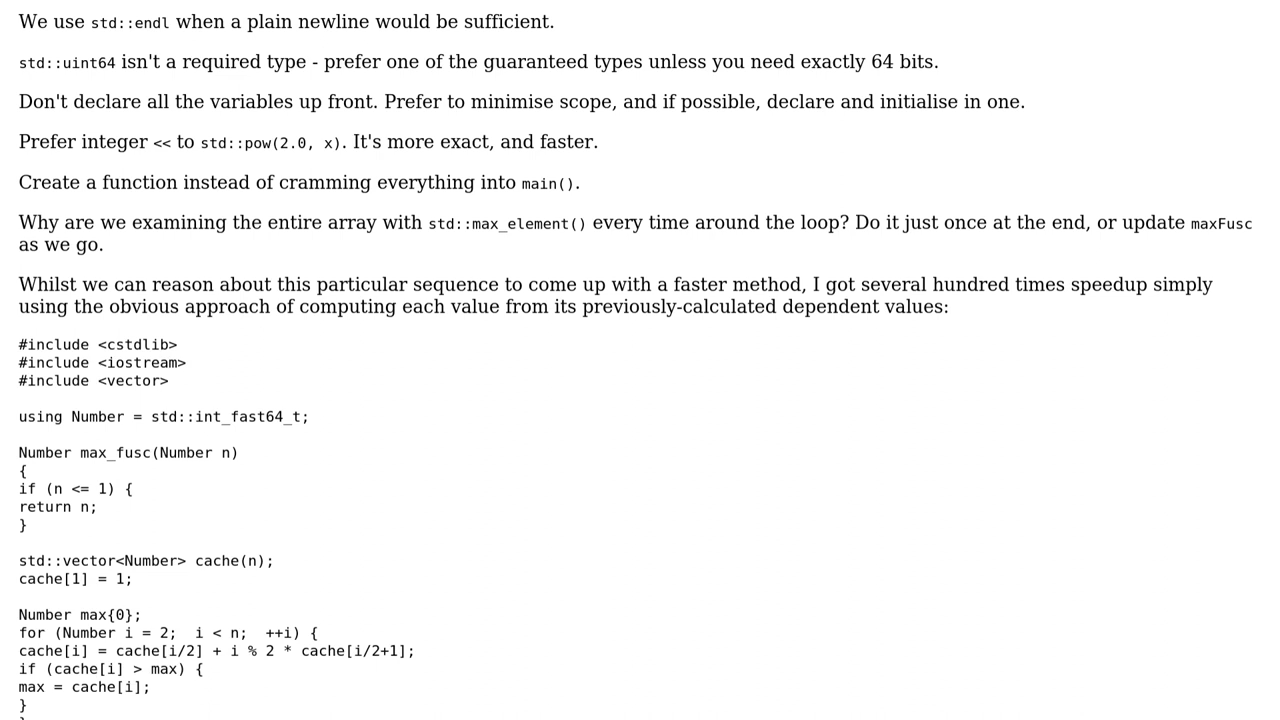 We use std::endl when a plain newline would be sufficient.
std::uint64 isn't a required type - prefer one of the guaranteed types unless you need exactly 64 bits.
Don't declare all the variables up front. Prefer to minimise scope, and if possible, declare and initialise in one.
Prefer integer << to std::pow(2.0, x). It's more exact, and faster.
Create a function instead of cramming everything into main().
Why are we examining the entire array with std::max_element() every time around the loop? Do it just once at the end, or update maxFusc
as we go.
Whilst we can reason about this particular sequence to come up with a faster method, I got several hundred times speedup simply
using the obvious approach of computing each value from its previously-calculated dependent values:
#include <cstdlib>
#include <iostream>
#include <vector>
using Number = std::int_fast64_t;
Number max_fusc(Number n)
{
if (n <= 1) {
return n;
}
std::vector<Number> cache(n);
cache[1] = 1;
Number max{0};
for (Number i = 2;  i < n;  ++i) {
cache[i] = cache[i/2] + i % 2 * cache[i/2+1];
if (cache[i] > max) {
max = cache[i];
}
}